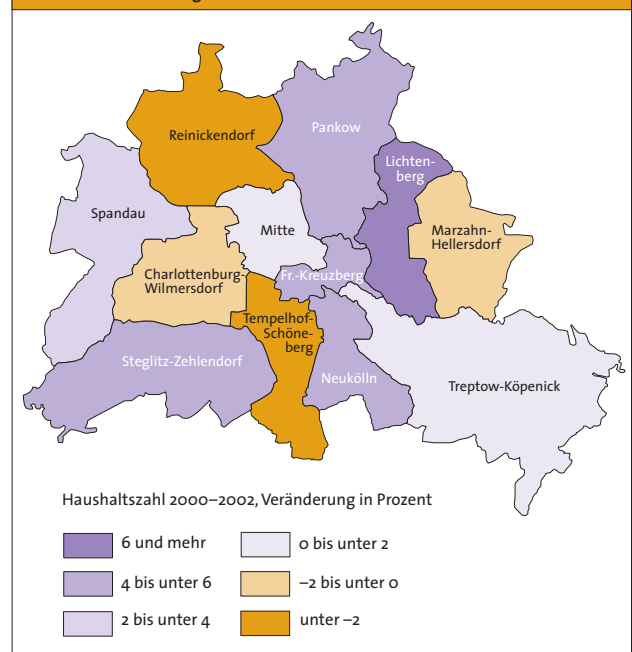 Reinickendorf
Pankow
Lichten-
berg
Spandau
Mitte
Marzahn-
Hellersdorf
Charlottenburg-
Wilmersdorf
Fr.-Kreuzberg
Tempelhof-
Schöne-
berg
Steglitz-Zehlendorf
Neukölln
Treptow-Köpenick
Haushaltszahl 2000–2002, Veränderung in Prozent
6 und mehr
0 bis unter 2
4 bis unter 6
–2 bis unter 0
2 bis unter 4
unter –2